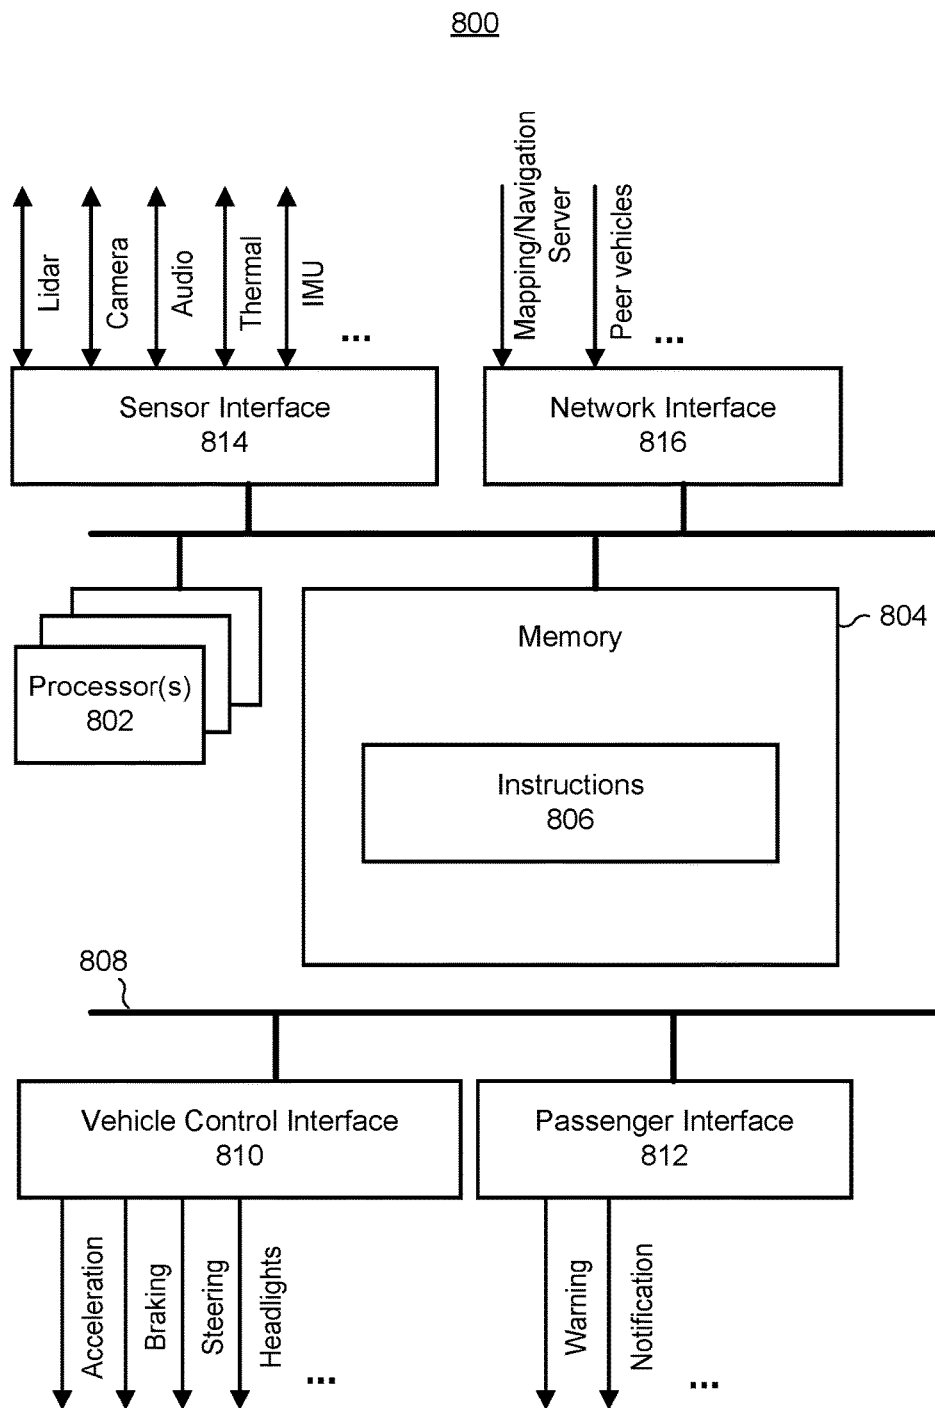 800
Lidar
Camera
Audio
Thermal
IMU
...
Mapping/Navigation
Server
Peer vehicles
...
Sensor Interface
814
Network Interface
816
Processor(s)
802
Memory
804
Instructions
806
808
Vehicle Control Interface
810
Passenger Interface
812
Acceleration
Braking
Steering
Headlights
...
Warning
Notification
...